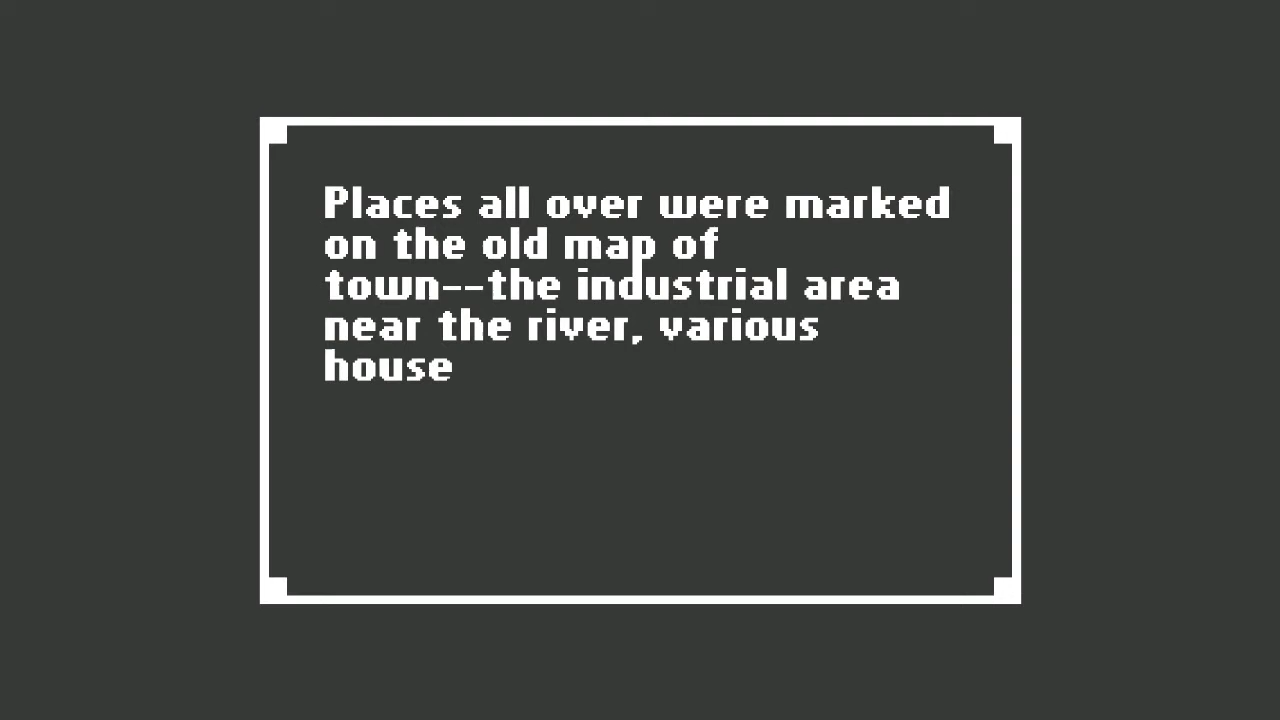 Places all over were marked
on the old map of
town--the industrial area
near the river, various
house